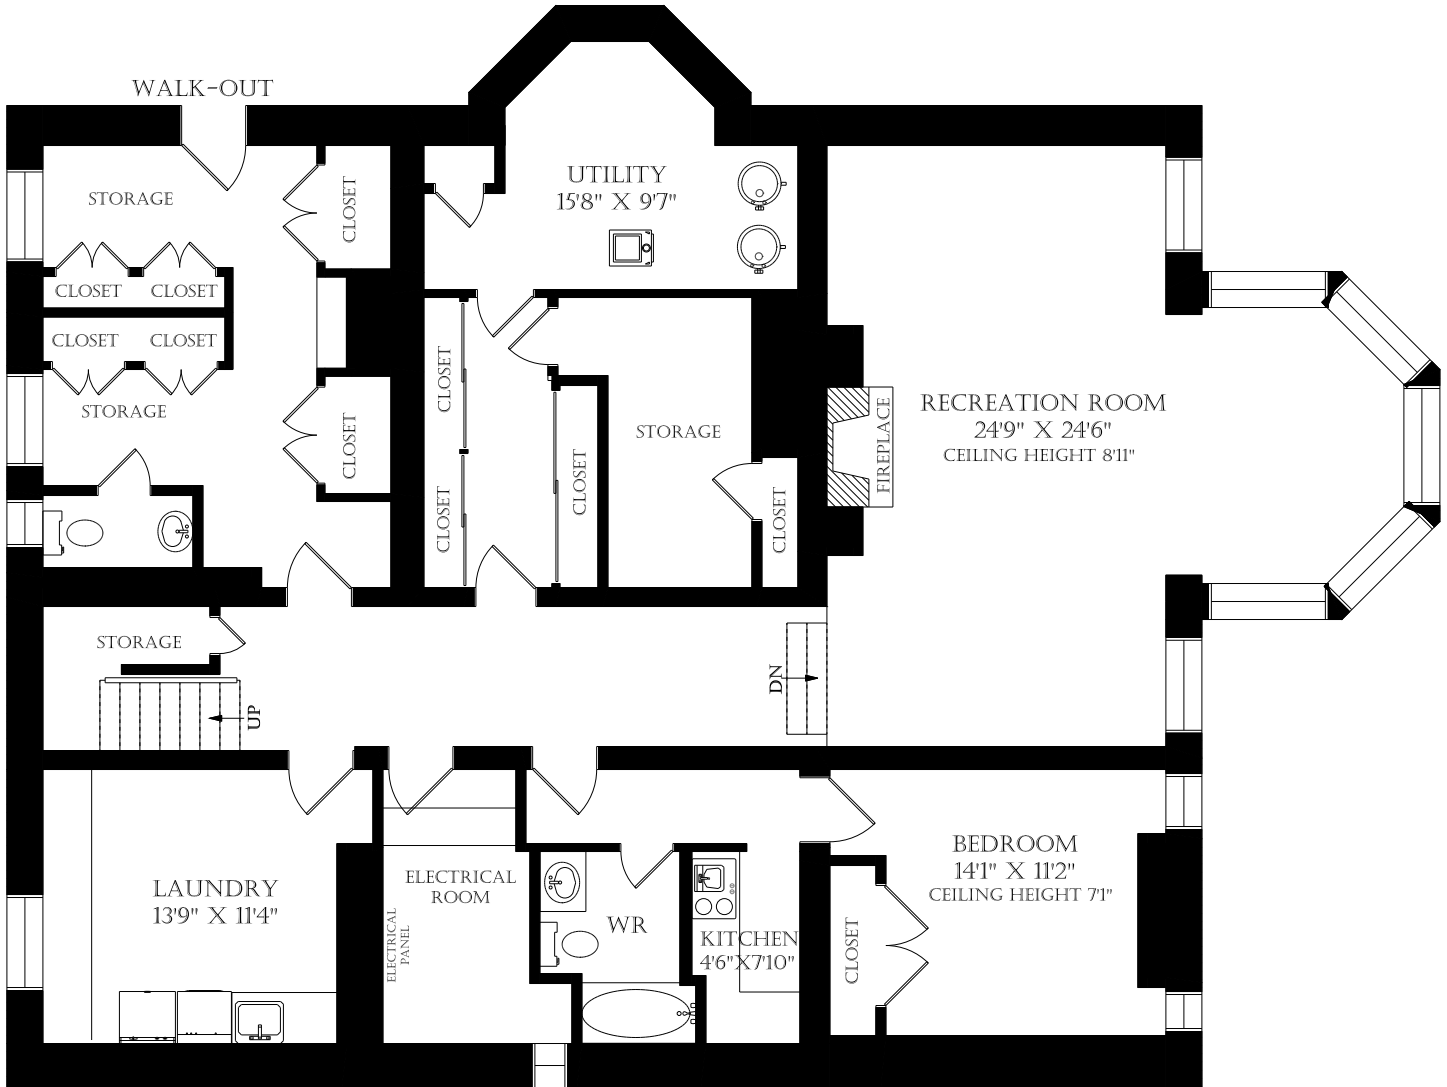 WALK-OUT
STORAGE
CLOSET
UTILITY
15'8" X 9'7"
CLOSET
CLOSET
CLOSET
CLOSET
STORAGE
CLOSET
CLOSET
CLOSET
CLOSET
STORAGE
CLOSET
FIREPLACE
RECREATION ROOM
24'9" X 24'6"
CEILING HEIGHT 8'11"
STORAGE
UP
DN
LAUNDRY
13'9" X 11'4"
ELECTRICAL
ROOM
ELECTRICAL
PANEL
WR
KITCHEN
4'6"X7'10"
CLOSET
BEDROOM
14'1" X 11'2"
CEILING HEIGHT 7'1"